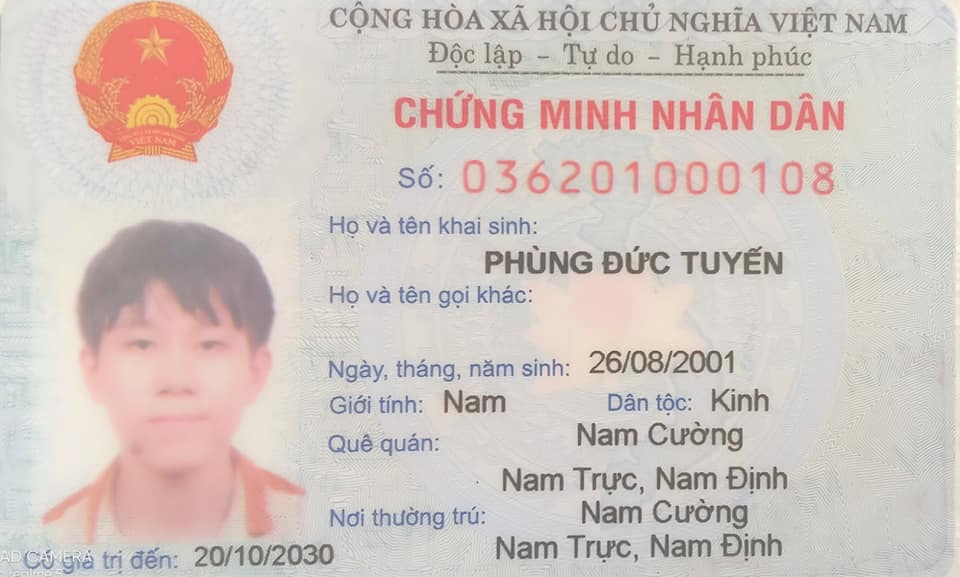 CỘNG HÒA XÃ HỘI CHỦ NGHĨA VIỆT NAM
Độc lập - Tự do - Hạnh phúc
CHỨNG MINH NHÂN DÂN
VIỆT NAM
Số: 036201000108
Họ và tên khai sinh:
PHÙNG ĐỨC TUYẾN
Họ và tên gọi khác:
Ngày, tháng, năm sinh: 26/08/2001
Giới tính: Nam Dân tộc: Kinh
Quê quán: Nam Cường
Nam Trực, Nam Định
Nơi thường trú: Nam Cường
Nam Trực, Nam Định
Có giá trị đến: 20/10/2030
AD CAMERA